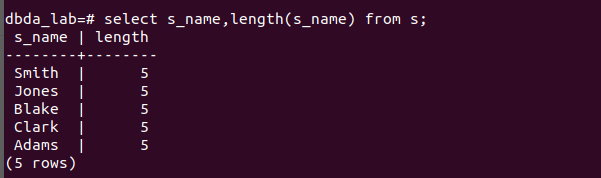 dbda_lab=# select s_name,length(s_name) from s;
 s_name | length
--------+--------
 Smith  |      5
 Jones  |      5
 Blake  |      5
 Clark  |      5
 Adams  |      5
(5 rows)